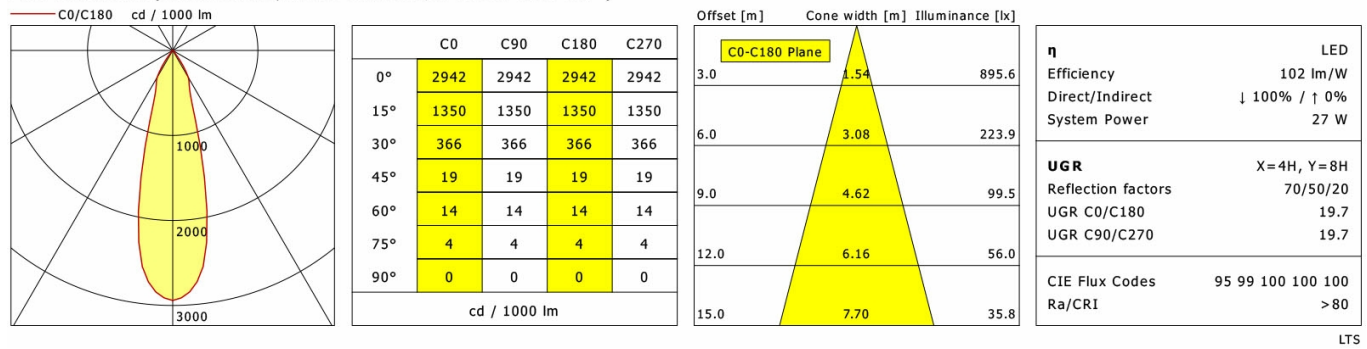 C0/C180 cd / 1000 lm
1000
2000
3000
C0 C90 C180 C270
0° 2942 2942 2942 2942
15° 1350 1350 1350 1350
30° 366 366 366 366
45° 19 19 19 19
60° 14 14 14 14
75° 4 4 4 4
90° 0 0 0 0
cd / 1000 lm
Offset [m] Cone width [m] Illuminance [lx]
C0-C180 Plane
3.0 1.54 895.6
6.0 3.08 223.9
9.0 4.62 99.5
12.0 6.16 56.0
15.0 7.70 35.8
η LED
Efficiency 102 lm/W
Direct/Indirect ↓ 100% / ↑ 0%
System Power 27 W
UGR X=4H, Y=8H
Reflection factors 70/50/20
UGR C0/C180 19.7
UGR C90/C270 19.7
CIE Flux Codes 95 99 100 100 100
Ra/CRI >80
LTS